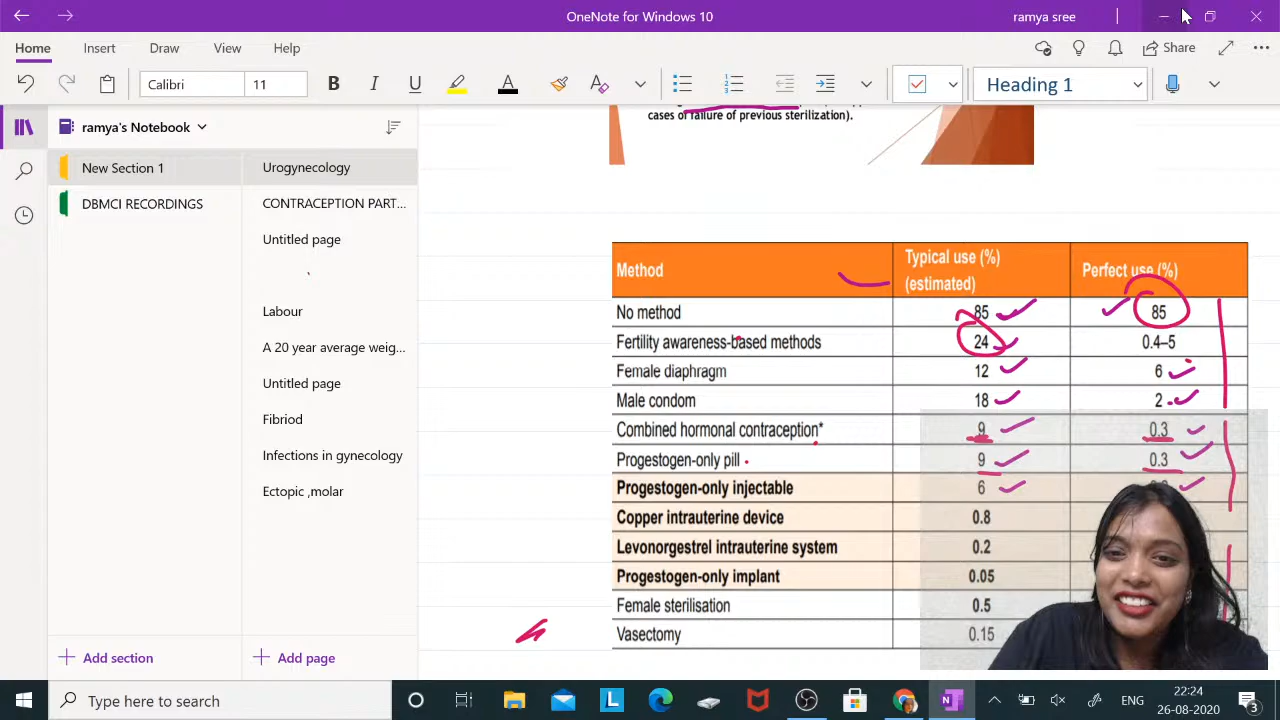 OneNote for Windows 10
ramya sree
Home Insert Draw View Help
Share
Calibri 11 B I U A Heading 1
ramya's Notebook
New Section 1
DBMCI RECORDINGS
Urogynecology
CONTRACEPTION PART...
Untitled page
`
Labour
A 20 year average weig...
Untitled page
Fibriod
Infections in gynecology
Ectopic ,molar
Add section
Add page
cases of failure of previous sterilization).
Method Typical use (%) (estimated) Perfect use (%)
No method 85 85
Fertility awareness-based methods 24 0.4–5
Female diaphragm 12 6
Male condom 18 2
Combined hormonal contraception* 9 0.3
Progestogen-only pill 9 0.3
Progestogen-only injectable 6
Copper intrauterine device 0.8
Levonorgestrel intrauterine system 0.2
Progestogen-only implant 0.05
Female sterilisation 0.5
Vasectomy 0.15
Type here to search
ENG
22:24
26-08-2020
3